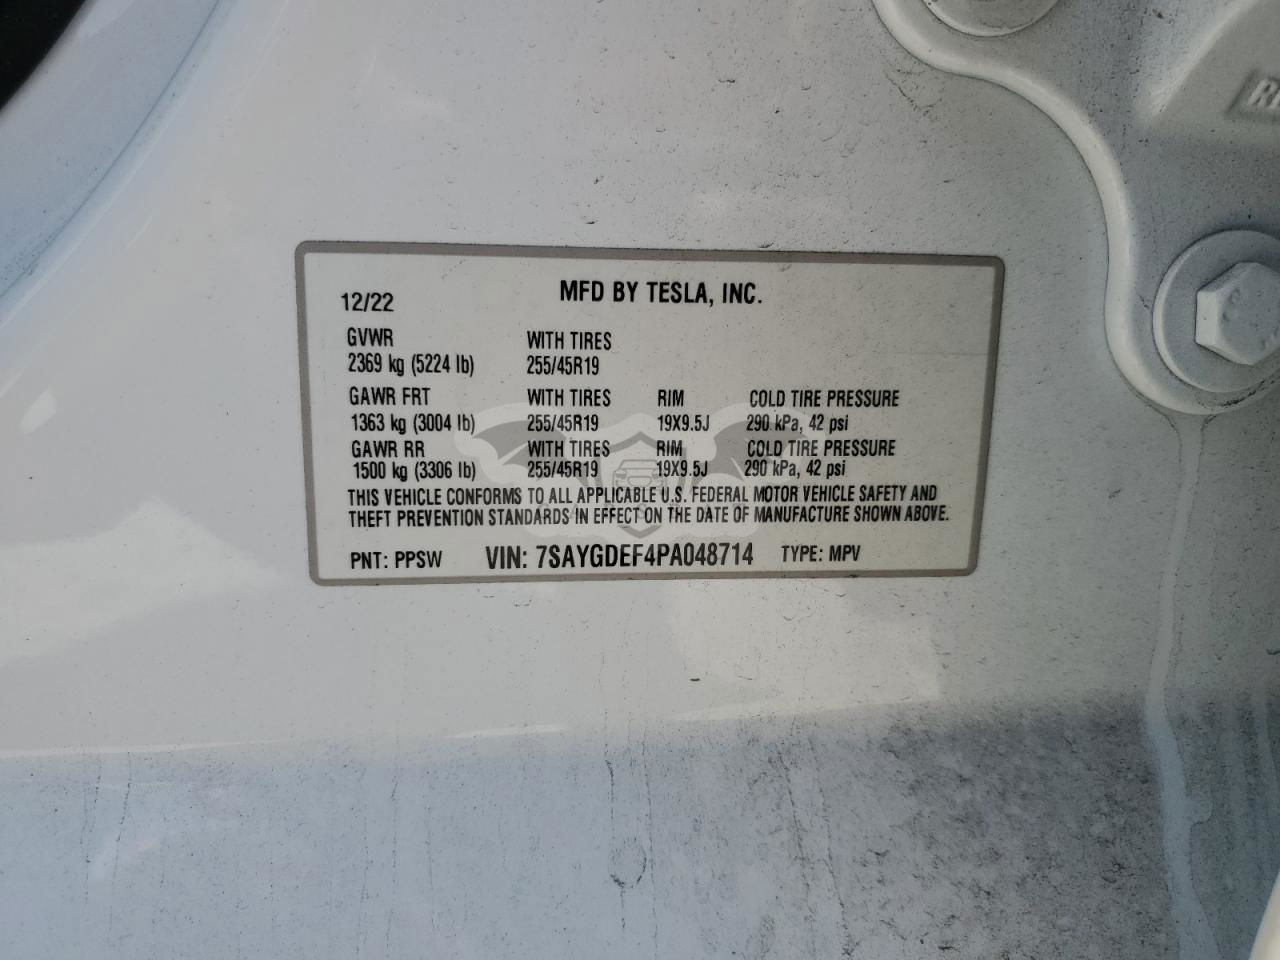 12/22 MFD BY TESLA, INC.
GVWR WITH TIRES
2369 kg (5224 lb) 255/45R19
GAWR FRT WITH TIRES RIM COLD TIRE PRESSURE
1363 kg (3004 lb) 255/45R19 19X9.5J 290 kPa, 42 psi
GAWR RR WITH TIRES RIM COLD TIRE PRESSURE
1500 kg (3306 lb) 255/45R19 19X9.5J 290 kPa, 42 psi
THIS VEHICLE CONFORMS TO ALL APPLICABLE U.S. FEDERAL MOTOR VEHICLE SAFETY AND
THEFT PREVENTION STANDARDS IN EFFECT ON THE DATE OF MANUFACTURE SHOWN ABOVE.
PNT: PPSW VIN: 7SAYGDEF4PA048714 TYPE: MPV